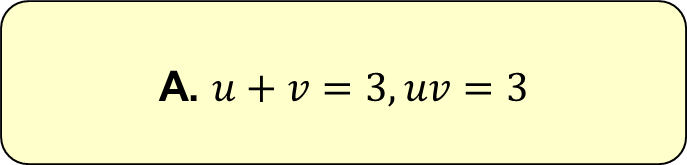 A. u + v = 3, uv = 3